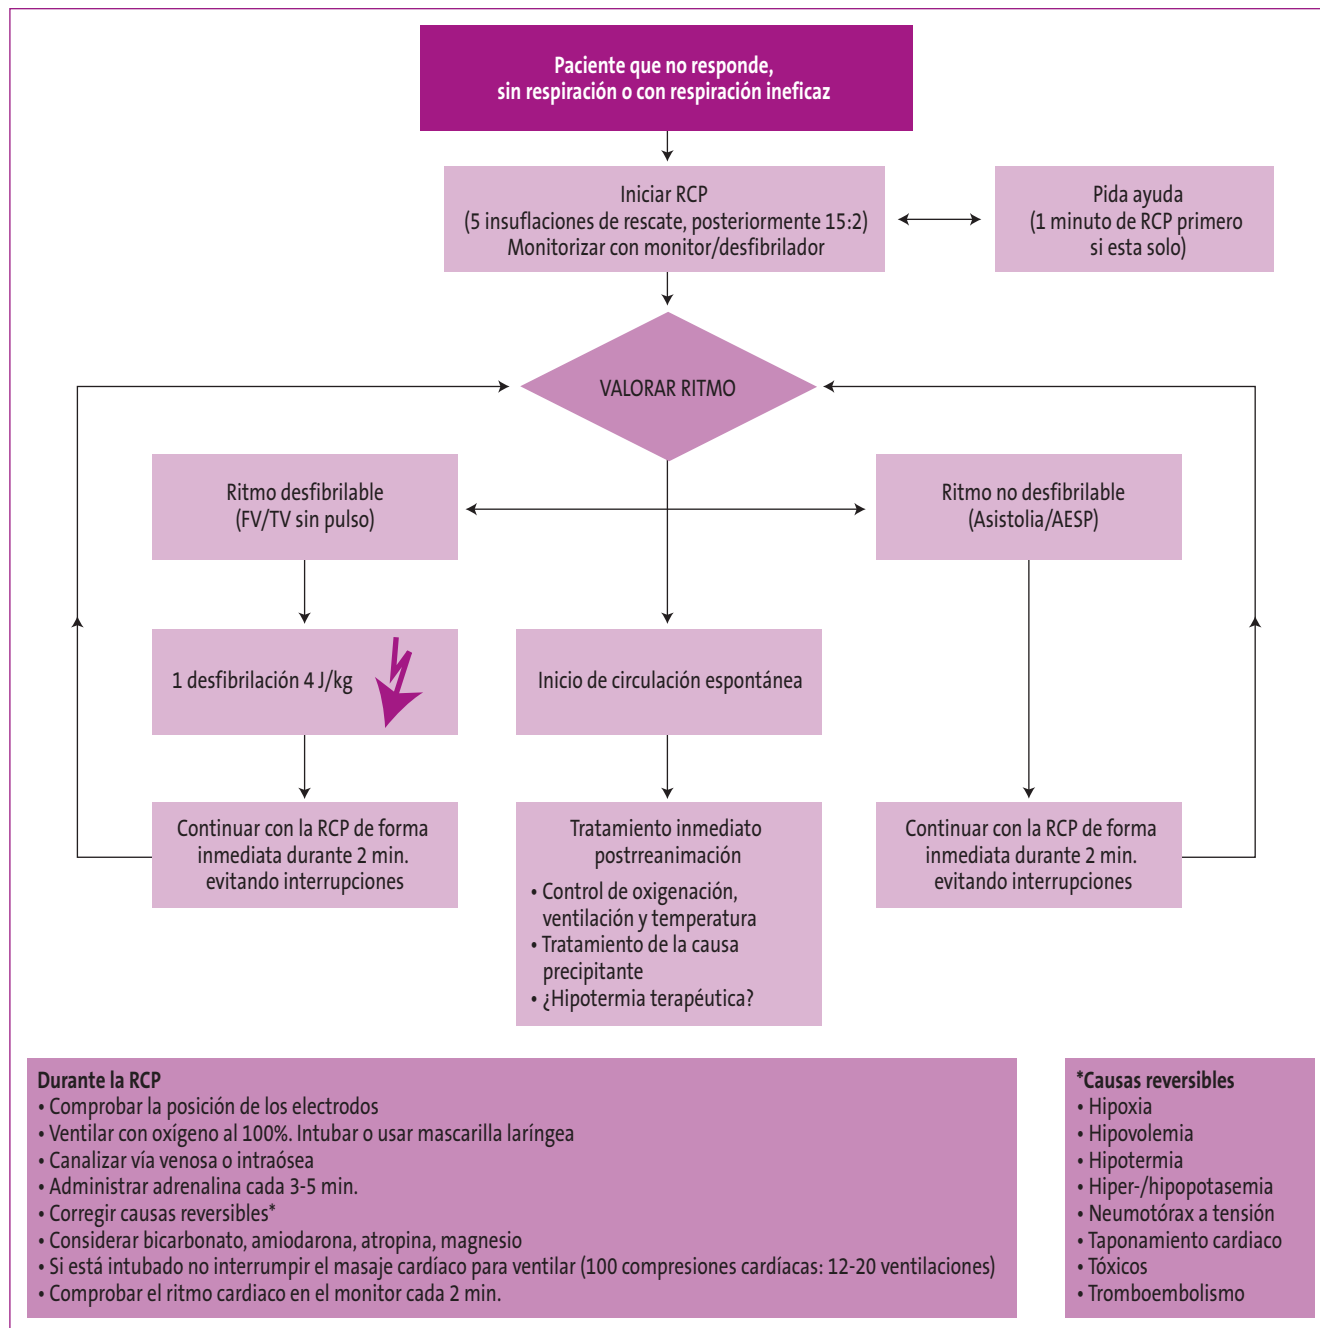 Paciente que no responde,
sin respiración o con respiración ineficaz
Iniciar RCP
(5 insuflaciones de rescate, posteriormente 15:2)
Monitorizar con monitor/desfibrilador
Pida ayuda
(1 minuto de RCP primero
si esta solo)
VALORAR RITMO
Ritmo desfibrilable
(FV/TV sin pulso)
Ritmo no desfibrilable
(Asistolia/AESP)
1 desfibrilación 4 J/kg
Inicio de circulación espontánea
Continuar con la RCP de forma
inmediata durante 2 min.
evitando interrupciones
Tratamiento inmediato
postrreanimación
• Control de oxigenación,
ventilación y temperatura
• Tratamiento de la causa
precipitante
• ¿Hipotermia terapéutica?
Continuar con la RCP de forma
inmediata durante 2 min.
evitando interrupciones
Durante la RCP
• Comprobar la posición de los electrodos
• Ventilar con oxígeno al 100%. Intubar o usar mascarilla laríngea
• Canalizar vía venosa o intraósea
• Administrar adrenalina cada 3-5 min.
• Corregir causas reversibles*
• Considerar bicarbonato, amiodarona, atropina, magnesio
• Si está intubado no interrumpir el masaje cardíaco para ventilar (100 compresiones cardíacas: 12-20 ventilaciones)
• Comprobar el ritmo cardiaco en el monitor cada 2 min.
*Causas reversibles
• Hipoxia
• Hipovolemia
• Hipotermia
• Hiper-/hipopotasemia
• Neumotórax a tensión
• Taponamiento cardiaco
• Tóxicos
• Tromboembolismo